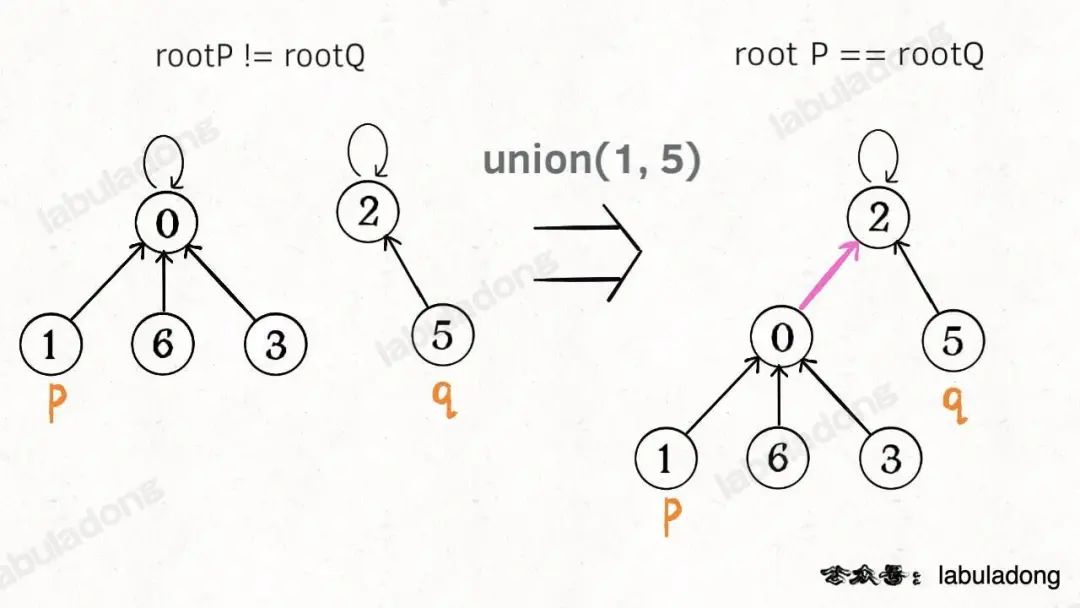 rootP != rootQ
root P == rootQ
union(1, 5)
0
2
1
6
3
5
p
q
2
0
5
q
1
6
3
p
公众号：labuladong
labuladong
labuladong
labuladong
labuladong
labuladong
labuladong